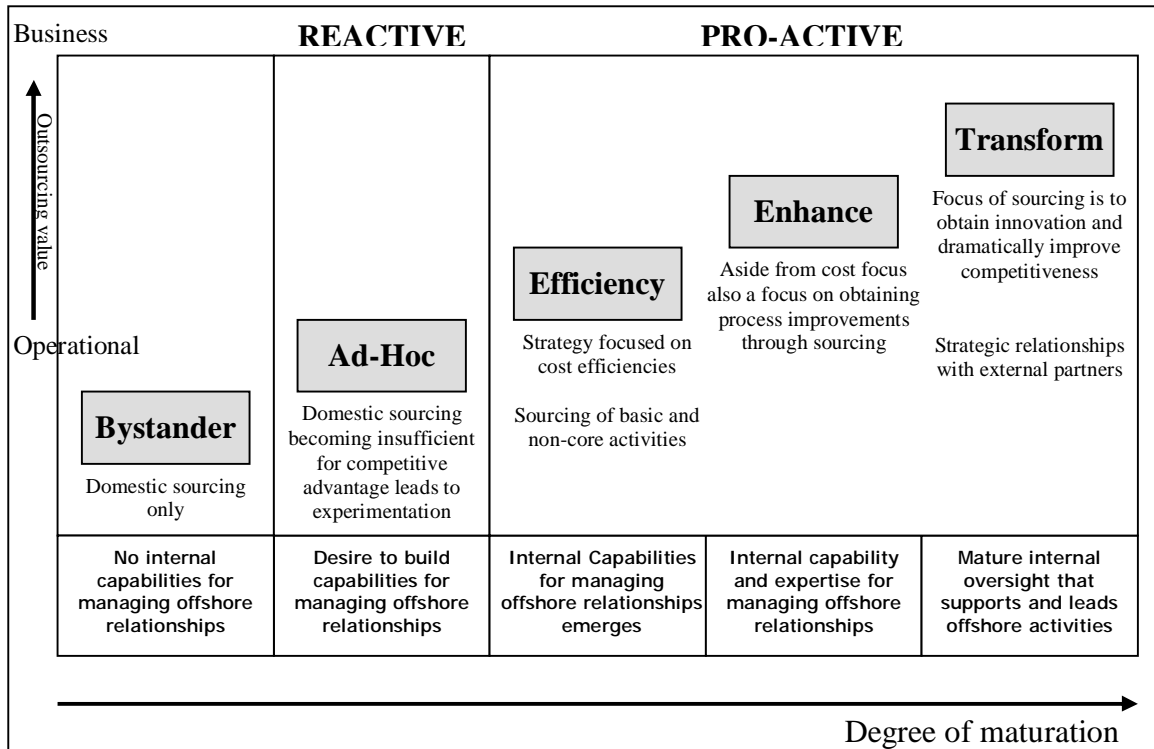 Business
REACTIVE
PRO-ACTIVE
Outsourcing value
Operational
Bystander
Domestic sourcing
only
Ad-Hoc
Domestic sourcing
becoming insufficient
for competitive
advantage leads to
experimentation
Efficiency
Strategy focused on
cost efficiencies
Sourcing of basic and
non-core activities
Enhance
Aside from cost focus
also a focus on obtaining
process improvements
through sourcing
Transform
Focus of sourcing is to
obtain innovation and
dramatically improve
competitiveness
Strategic relationships
with external partners
No internal
capabilities for
managing offshore
relationships
Desire to build
capabilities for
managing offshore
relationships
Internal Capabilities
for managing
offshore relationships
emerges
Internal capability
and expertise for
managing offshore
relationships
Mature internal
oversight that
supports and leads
offshore activities
Degree of maturation